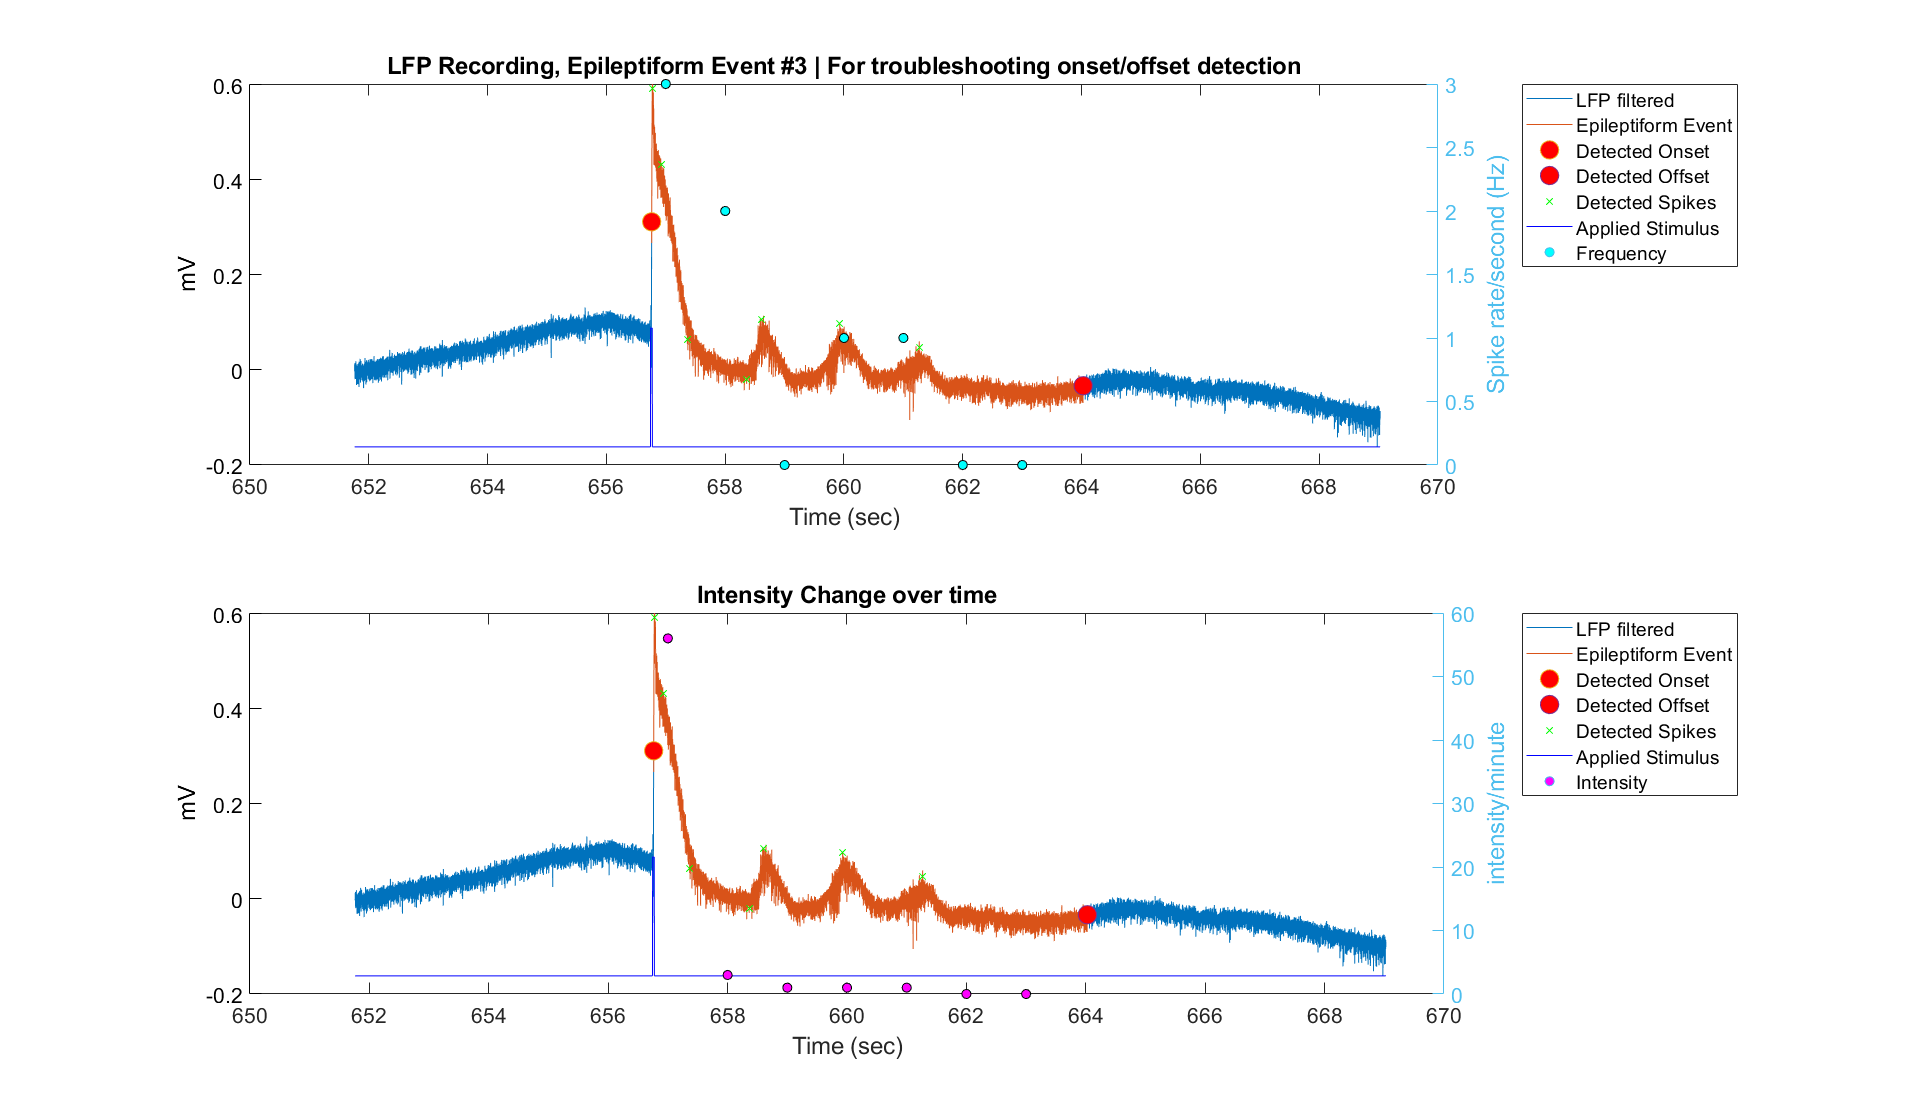 LFP Recording, Epileptiform Event #3 | For troubleshooting onset/offset detection
0.6
0.4
0.2
0
-0.2
mV
650 652 654 656 658 660 662 664 666 668 670
Time (sec)
3
2.5
2
1.5
1
0.5
0
Spike rate/second (Hz)
LFP filtered
Epileptiform Event
Detected Onset
Detected Offset
Detected Spikes
Applied Stimulus
Frequency
Intensity Change over time
0.6
0.4
0.2
0
-0.2
mV
650 652 654 656 658 660 662 664 666 668 670
Time (sec)
60
50
40
30
20
10
0
intensity/minute
LFP filtered
Epileptiform Event
Detected Onset
Detected Offset
Detected Spikes
Applied Stimulus
Intensity